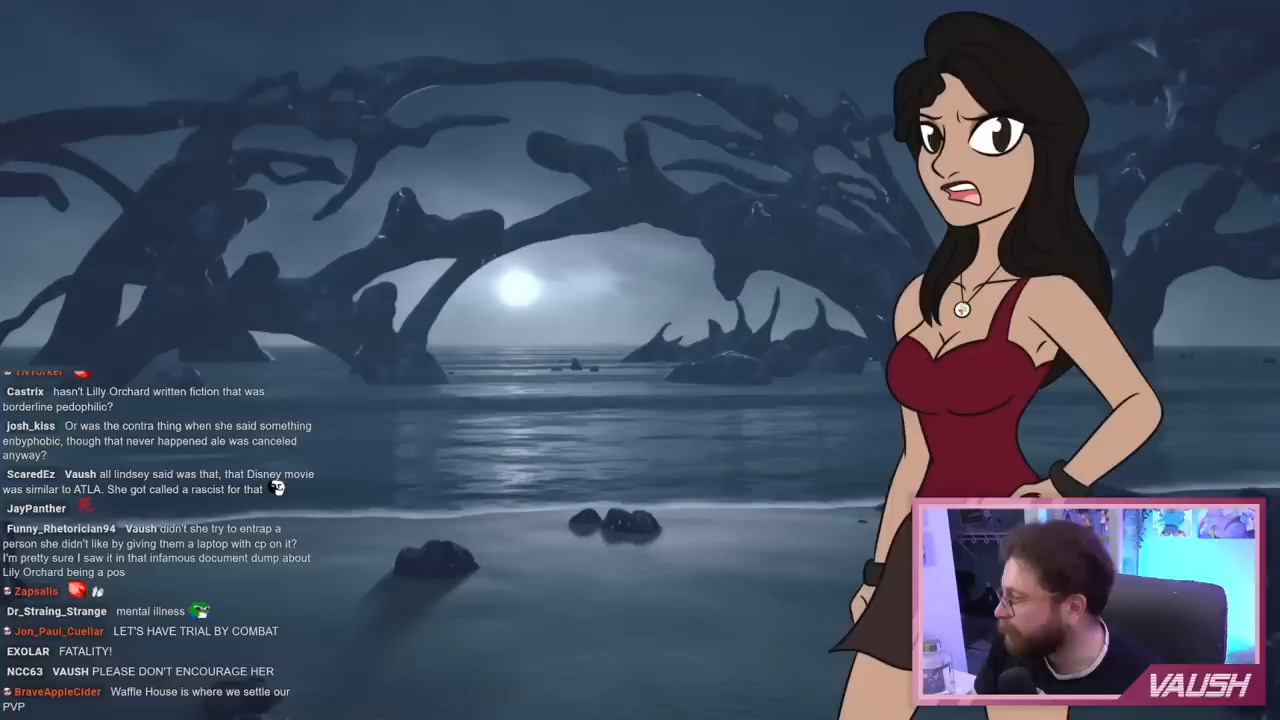 YNYorker
Castrix hasn't Lilly Orchard written fiction that was
borderline pedophilic?
josh_kiss Or was the contra thing when she said something
enbyphobic, though that never happened ale was canceled
anyway?
ScaredEz Vaush all lindsey said was that, that Disney movie
was similar to ATLA. She got called a racist for that
JayPanther
Funny_Rhetorician94 Vaush didn't she try to entrap a
person she didn't like by giving them a laptop with cp on it?
I'm pretty sure I saw it in that infamous document dump about
Lily Orchard being a pos
Zapsalis
Dr_Straing_Strange mental illness
Jon_Paul_Cuellar LET'S HAVE TRIAL BY COMBAT
EXOLAR FATALITY!
NCC63 VAUSH PLEASE DON'T ENCOURAGE HER
BraveAppleCider Waffle House is where we settle our
PVP
VAUSH